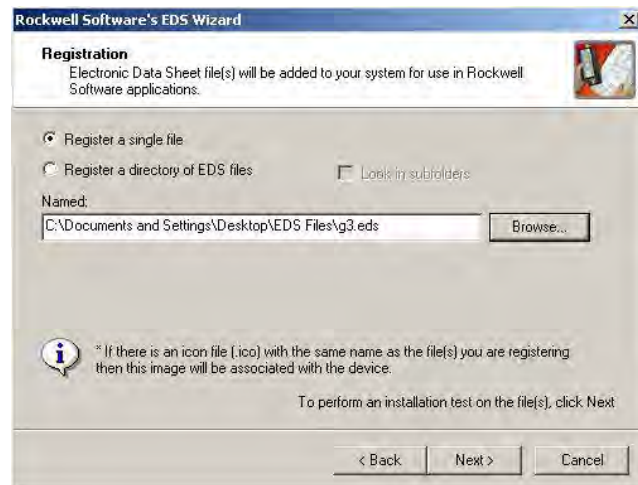 Rockwell Software's EDS Wizard
Registration
Electronic Data Sheet file(s) will be added to your system for use in Rockwell
Software applications.
Register a single file
Register a directory of EDS files
Look in subfolders
Named:
C:\Documents and Settings\Desktop\EDS Files\g3.eds
Browse...
* If there is an icon file (.ico) with the same name as the file(s) you are registering
then this image will be associated with the device.
To perform an installation test on the file(s), click Next
< Back
Next >
Cancel